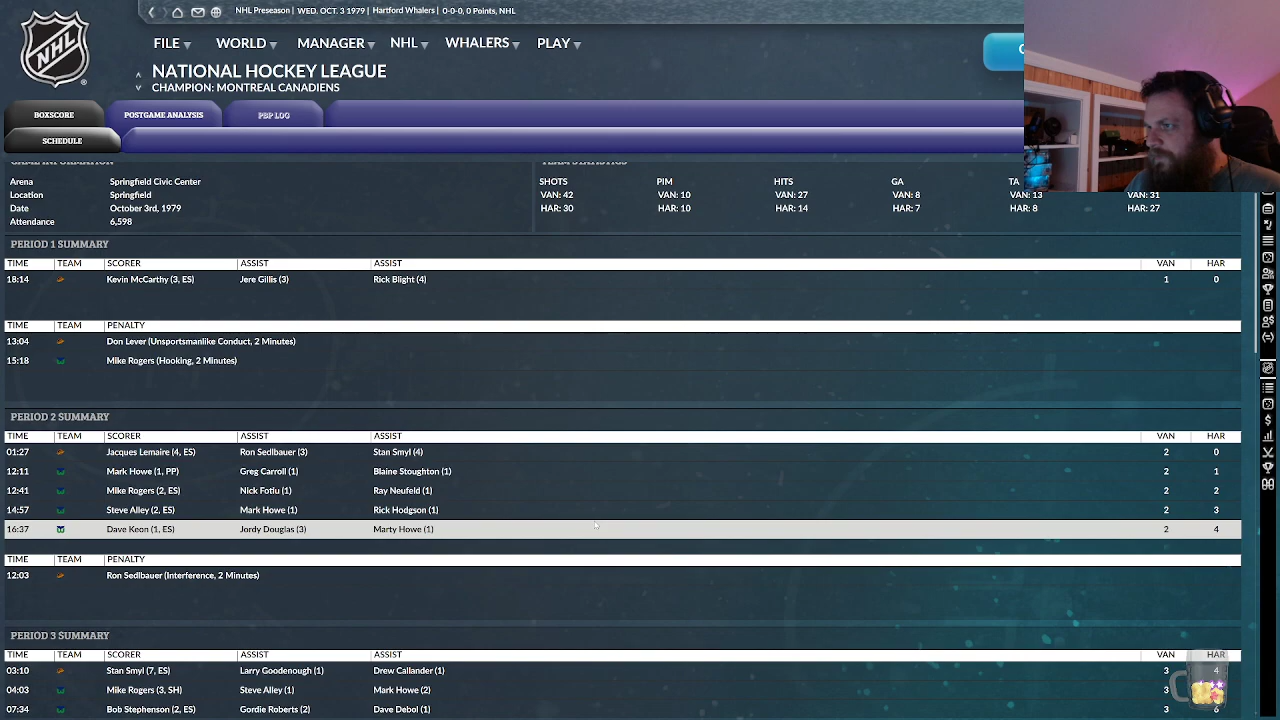 NHL Preseason | WED. OCT. 3 1979 | Hartford Whalers | 0-0-0, 0 Points, NHL
NHL
FILE WORLD MANAGER NHL WHALERS PLAY
NATIONAL HOCKEY LEAGUE
CHAMPION: MONTREAL CANADIENS
BOXSCORE POSTGAME ANALYSIS PBP LOG
SCHEDULE
GAME INFORMATION TEAM STATISTICS
Arena Springfield Civic Center SHOTS PIM HITS GA TA
Location Springfield VAN: 42 VAN: 10 VAN: 27 VAN: 8 VAN: 13 VAN: 31
Date October 3rd, 1979 HAR: 30 HAR: 10 HAR: 14 HAR: 7 HAR: 8 HAR: 27
Attendance 6,598
PERIOD 1 SUMMARY
TIME TEAM SCORER ASSIST ASSIST VAN HAR
18:14 Kevin McCarthy (3, ES) Jere Gillis (3) Rick Blight (4) 1 0
TIME TEAM PENALTY
13:04 Don Lever (Unsportsmanlike Conduct, 2 Minutes)
15:18 Mike Rogers (Hooking, 2 Minutes)
PERIOD 2 SUMMARY
TIME TEAM SCORER ASSIST ASSIST VAN HAR
01:27 Jacques Lemaire (4, ES) Ron Sedlbauer (3) Stan Smyl (4) 2 0
12:11 Mark Howe (1, PP) Greg Carroll (1) Blaine Stoughton (1) 2 1
12:41 Mike Rogers (2, ES) Nick Fotiu (1) Ray Neufeld (1) 2 2
14:57 Steve Alley (2, ES) Mark Howe (1) Rick Hodgson (1) 2 3
16:37 Dave Keon (1, ES) Jordy Douglas (3) Marty Howe (1) 2 4
TIME TEAM PENALTY
12:03 Ron Sedlbauer (Interference, 2 Minutes)
PERIOD 3 SUMMARY
TIME TEAM SCORER ASSIST ASSIST VAN HAR
03:10 Stan Smyl (7, ES) Larry Goodenough (1) Drew Callander (1) 3 4
04:03 Mike Rogers (3, SH) Steve Alley (1) Mark Howe (2) 3
07:34 Bob Stephenson (2, ES) Gordie Roberts (2) Dave Debol (1) 3 6